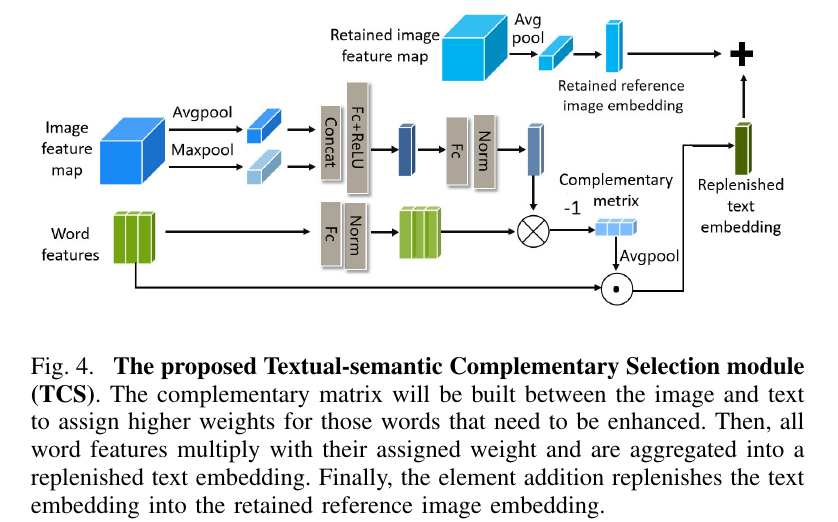 Retained image
feature map
Avg
pool
Retained reference
image embedding
+
Image
feature
map
Avgpool
Maxpool
Concat
Fc+ReLU
Fc
Norm
Complementary
metrix
-1
Replenished
text
embedding
Word
features
Fc
Norm
Avgpool
Fig. 4. The proposed Textual-semantic Complementary Selection module
(TCS). The complementary matrix will be built between the image and text
to assign higher weights for those words that need to be enhanced. Then, all
word features multiply with their assigned weight and are aggregated into a
replenished text embedding. Finally, the element addition replenishes the text
embedding into the retained reference image embedding.